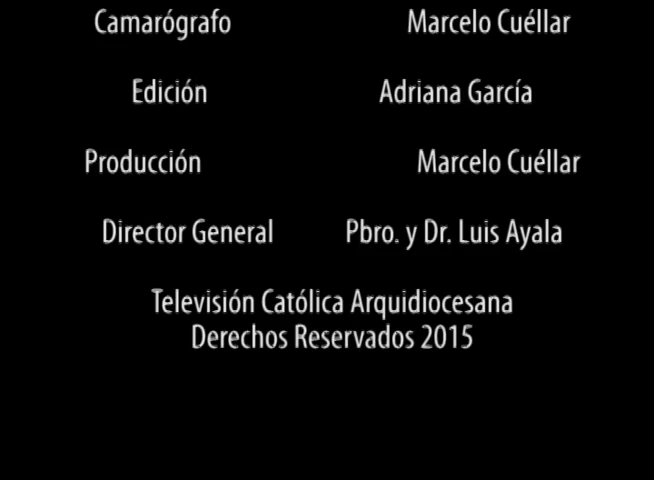 Camarógrafo Marcelo Cuéllar
Edición Adriana García
Producción Marcelo Cuéllar
Director General Pbro. y Dr. Luis Ayala
Televisión Católica Arquidiocesana
Derechos Reservados 2015